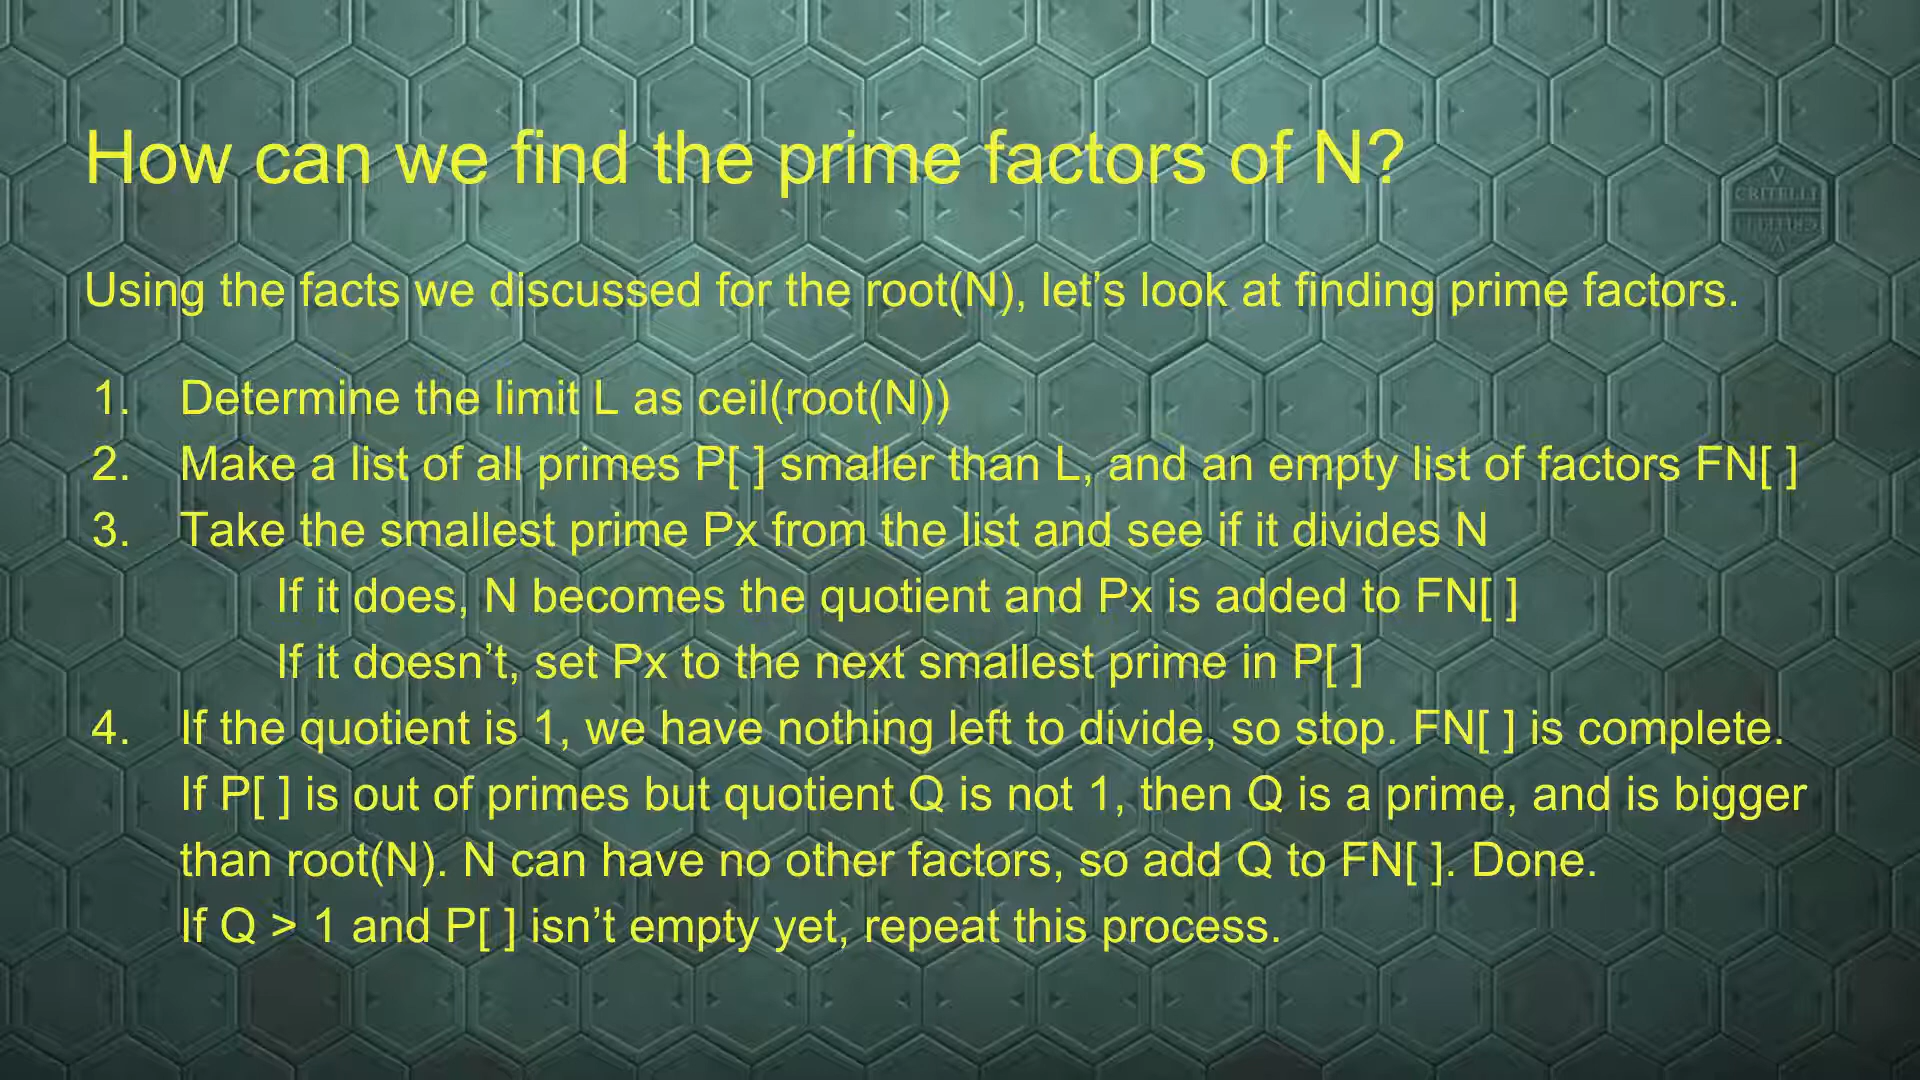 How can we find the prime factors of N?
V
CRITELLI
Using the facts we discussed for the root(N), let’s look at finding prime factors.
1. Determine the limit L as ceil(root(N))
2. Make a list of all primes P[ ] smaller than L, and an empty list of factors FN[ ]
3. Take the smallest prime Px from the list and see if it divides N
If it does, N becomes the quotient and Px is added to FN[ ]
If it doesn’t, set Px to the next smallest prime in P[ ]
4. If the quotient is 1, we have nothing left to divide, so stop. FN[ ] is complete.
If P[ ] is out of primes but quotient Q is not 1, then Q is a prime, and is bigger
than root(N). N can have no other factors, so add Q to FN[ ]. Done.
If Q > 1 and P[ ] isn’t empty yet, repeat this process.